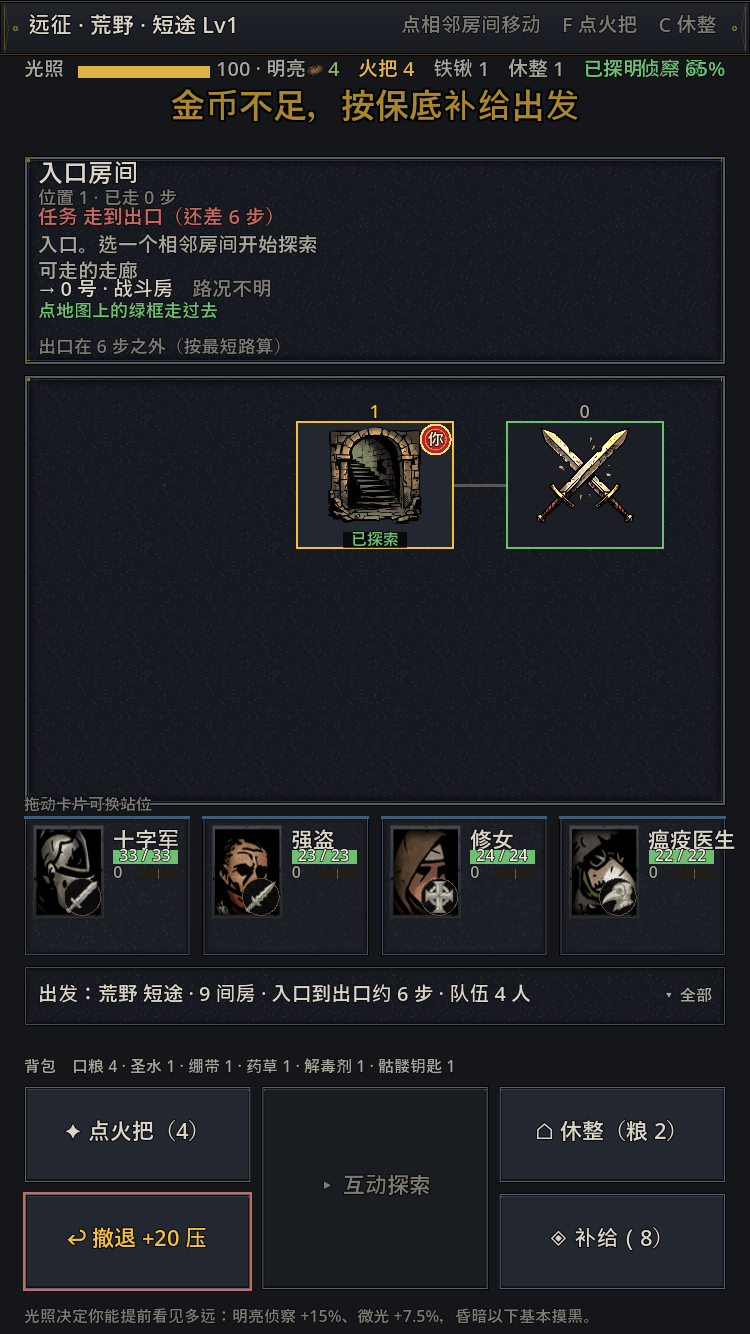 远征 · 荒野 · 短途 Lv1 点相邻房间移动 F 点火把 C 休整
光照 100 · 明亮 4 火把 4 铁锹 1 休整 1 已探明 侦察 65%
金币不足，按保底补给出发
入口房间
位置 1 · 已走 0 步
任务 走到出口（还差 6 步）
入口。选一个相邻房间开始探索
可走的走廊
→ 0 号 · 战斗房 路况不明
点地图上的绿框走过去
出口在 6 步之外（按最短路算）
1 0
你
已探索
拖动卡片可换站位
十字军 强盗 修女 瘟疫医生
33 / 33 23 / 23 24 / 24 22 / 22
0 0 0 0
出发：荒野 短途 · 9 间房 · 入口到出口约 6 步 · 队伍 4 人 ▾ 全部
背包 口粮 4 · 圣水 1 · 绷带 1 · 药草 1 · 解毒剂 1 · 骷髅钥匙 1
✦ 点火把（4） ⌂ 休整（粮 2）
▸ 互动探索
↩ 撤退 +20 压 ◈ 补给 ( 8）
光照决定你能提前看见多远：明亮侦察 +15%、微光 +7.5%，昏暗以下基本摸黑。